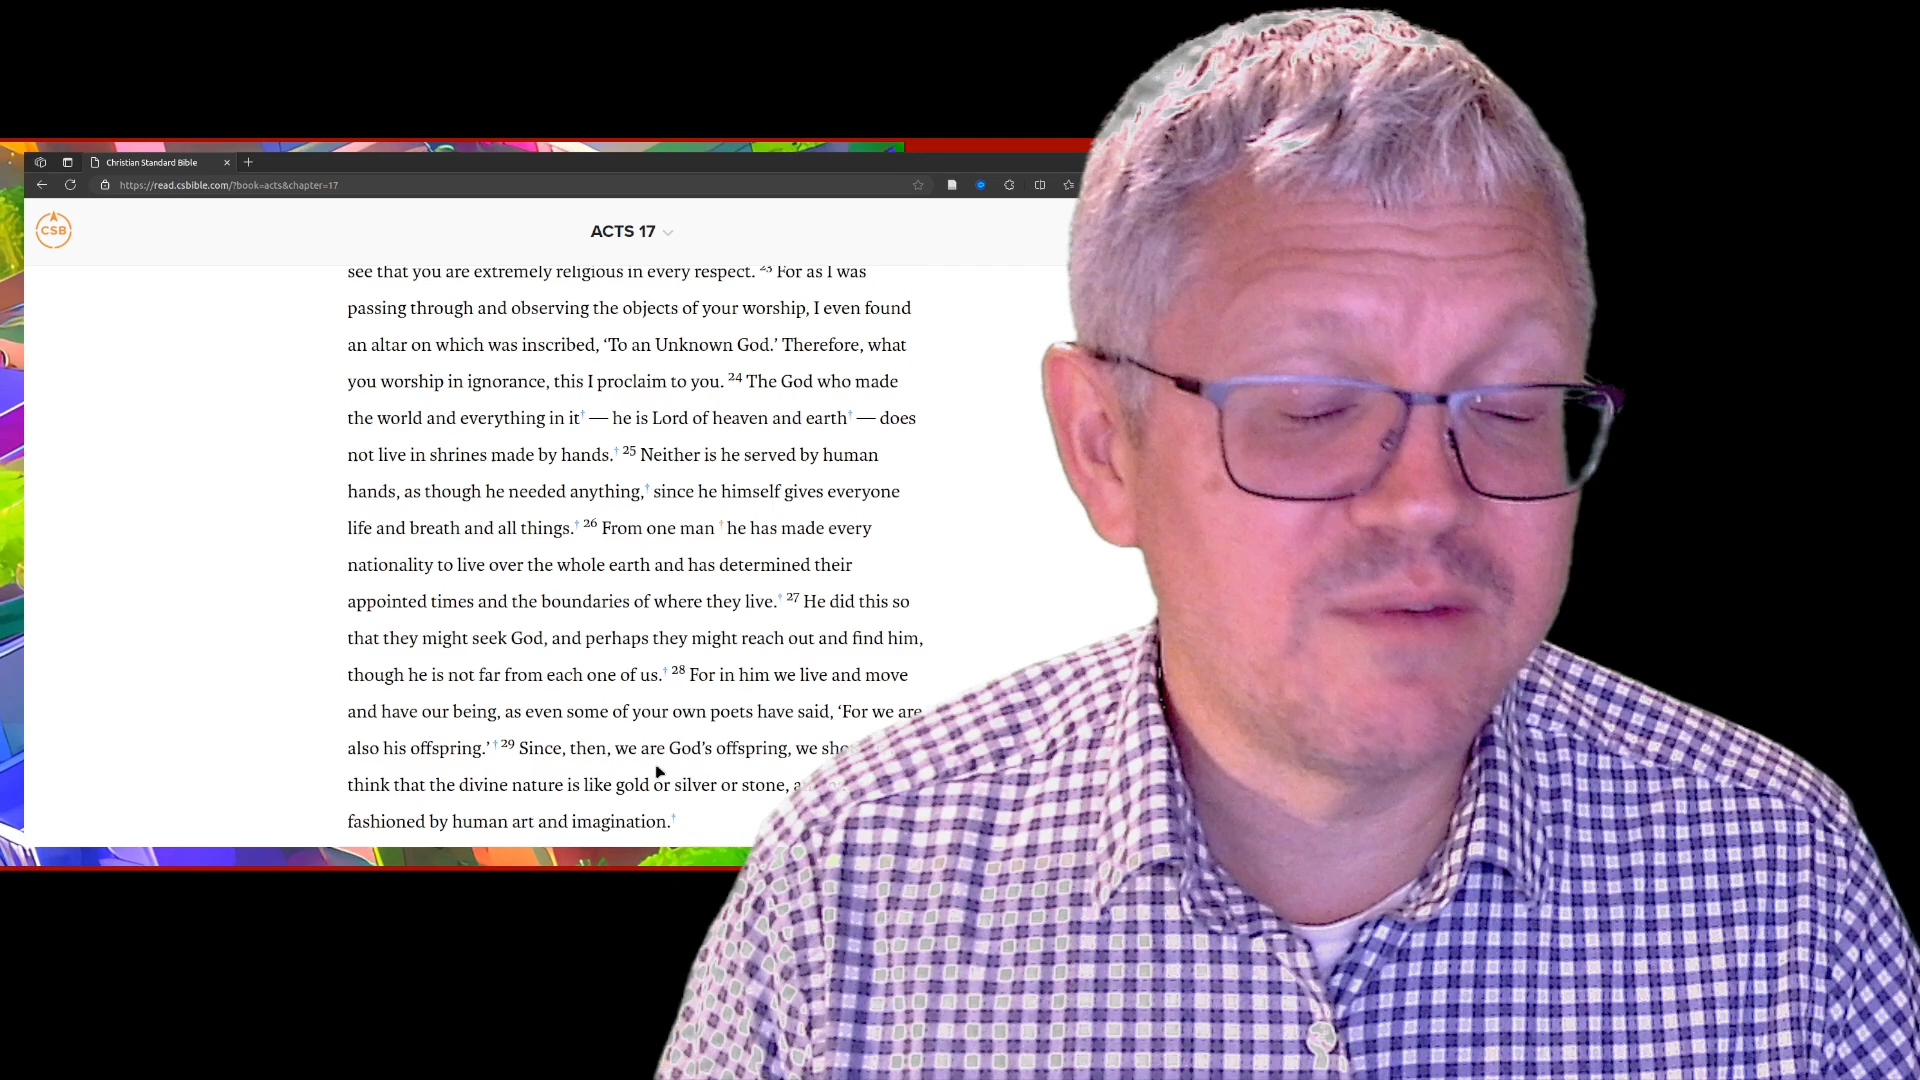 Christian Standard Bible
https://read.csbible.com/?book=acts&chapter=17
CSB
ACTS 17
see that you are extremely religious in every respect. 23 For as I was
passing through and observing the objects of your worship, I even found
an altar on which was inscribed, ‘To an Unknown God.’ Therefore, what
you worship in ignorance, this I proclaim to you. 24 The God who made
the world and everything in it† — he is Lord of heaven and earth† — does
not live in shrines made by hands.† 25 Neither is he served by human
hands, as though he needed anything,† since he himself gives everyone
life and breath and all things.† 26 From one man † he has made every
nationality to live over the whole earth and has determined their
appointed times and the boundaries of where they live.† 27 He did this so
that they might seek God, and perhaps they might reach out and find him,
though he is not far from each one of us.† 28 For in him we live and move
and have our being, as even some of your own poets have said, ‘For we are
also his offspring.’ † 29 Since, then, we are God’s offspring, we
think that the divine nature is like gold or silver or stone,
fashioned by human art and imagination.†